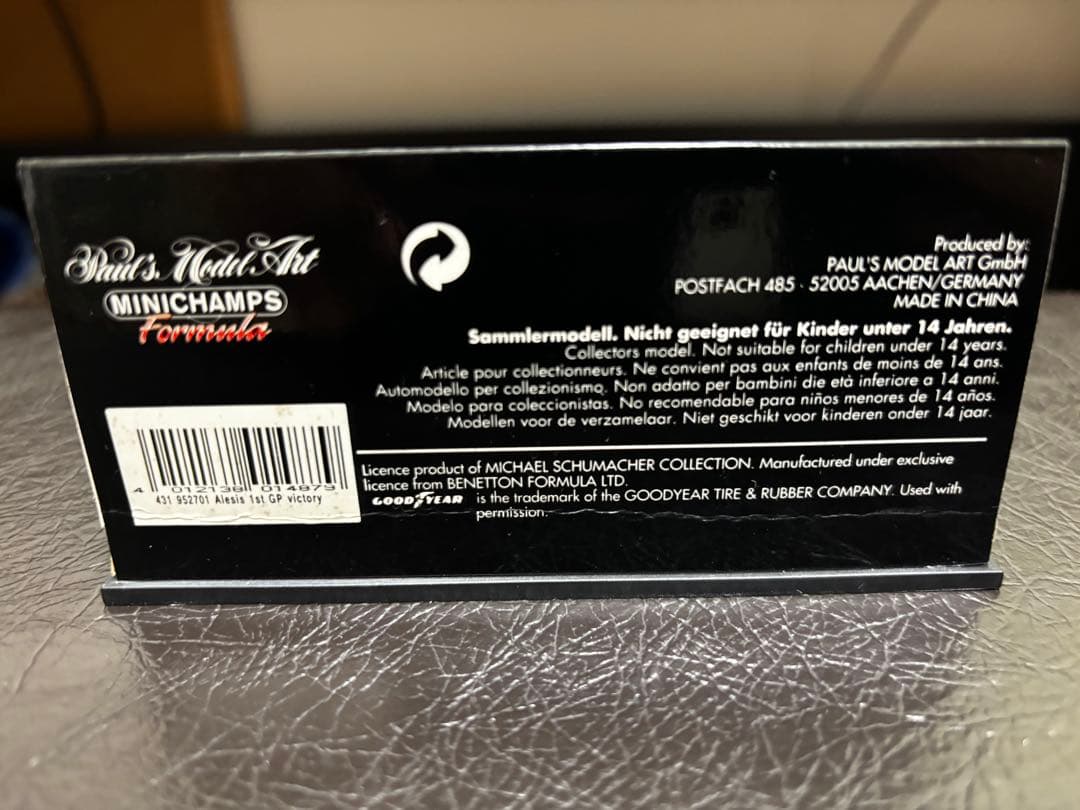 Paul's Model Art
MINICHAMPS
Formula
Produced by:
PAUL'S MODEL ART GmbH
POSTFACH 485 · 52005 AACHEN/GERMANY
MADE IN CHINA
Sammlermodell. Nicht geeignet für Kinder unter 14 Jahren.
Collectors model. Not suitable for children under 14 years.
Article pour collectionneurs. Ne convient pas aux enfants de moins de 14 ans.
Automodello per collezionismo. Non adatto per bambini die età inferiore a 14 anni.
Modelo para coleccionistas. No recomendable para niños menores de 14 años.
Modellen voor de verzamelaar. Niet geschikt voor kinderen onder 14 jaar.
4 012138 014879
431 952701 Alesis 1st GP victory
Licence product of MICHAEL SCHUMACHER COLLECTION. Manufactured under exclusive
licence from BENETTON FORMULA LTD.
GOODYEAR is the trademark of the GOODYEAR TIRE & RUBBER COMPANY. Used with
permission.